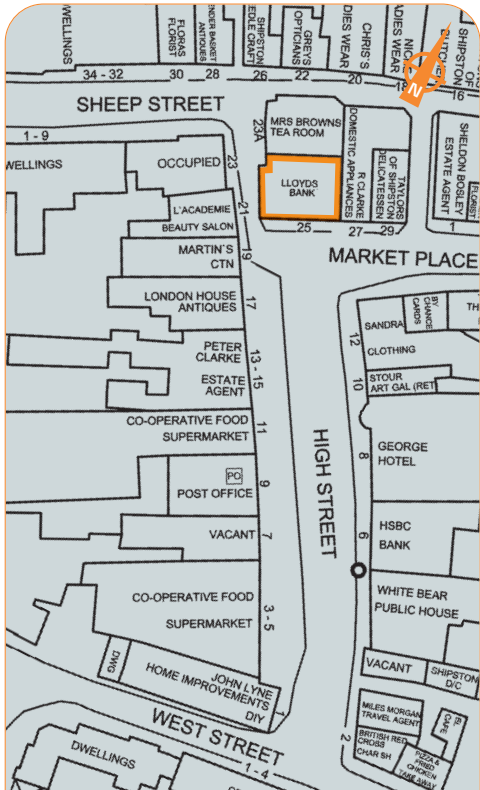 WELLINGS
FLORAS
FLORIST
ANTIQUES
SHIPSTON
GREYS
OPTICIANS
CHRIS'S
34 - 32
30
28
26
22
20
18
16
N
SHEEP STREET
1 - 9
WELLINGS
OCCUPIED
23
23A
MRS BROWNS
TEA ROOM
LLOYDS
BANK
R CLARKE
DOMESTIC APPLIANCES
TAYLORS
OF SHIPSTON
DELICATESSEN
SHELDON BOSLEY
ESTATE AGENT
FLORIST
1
25
27
29
MARKET PLACE
L'ACADEMIE
BEAUTY SALON
21
MARTIN'S
CTN
19
LONDON HOUSE
ANTIQUES
17
PETER
CLARKE
ESTATE
AGENT
13 - 15
CO-OPERATIVE FOOD
SUPERMARKET
11
PO
POST OFFICE
9
VACANT
7
CO-OPERATIVE FOOD
SUPERMARKET
3 - 5
DWG
JOHN LYNE
HOME IMPROVEMENTS
DIY
1
HIGH STREET
SANDRA
CLOTHING
12
BY
CHANCE
CARDS
TH
STOUR
ART GAL (RET
10
GEORGE
HOTEL
8
HSBC
BANK
6
WHITE BEAR
PUBLIC HOUSE
VACANT
SHIPSTON
D/C
MILES MORGAN
TRAVEL AGENT
BRITISH RED
CROSS
CHAR SH
2
CAFE
PIZZA &
FRIED
CHICKEN
TAKE AWAY
WEST STREET
1 - 4
DWELLINGS